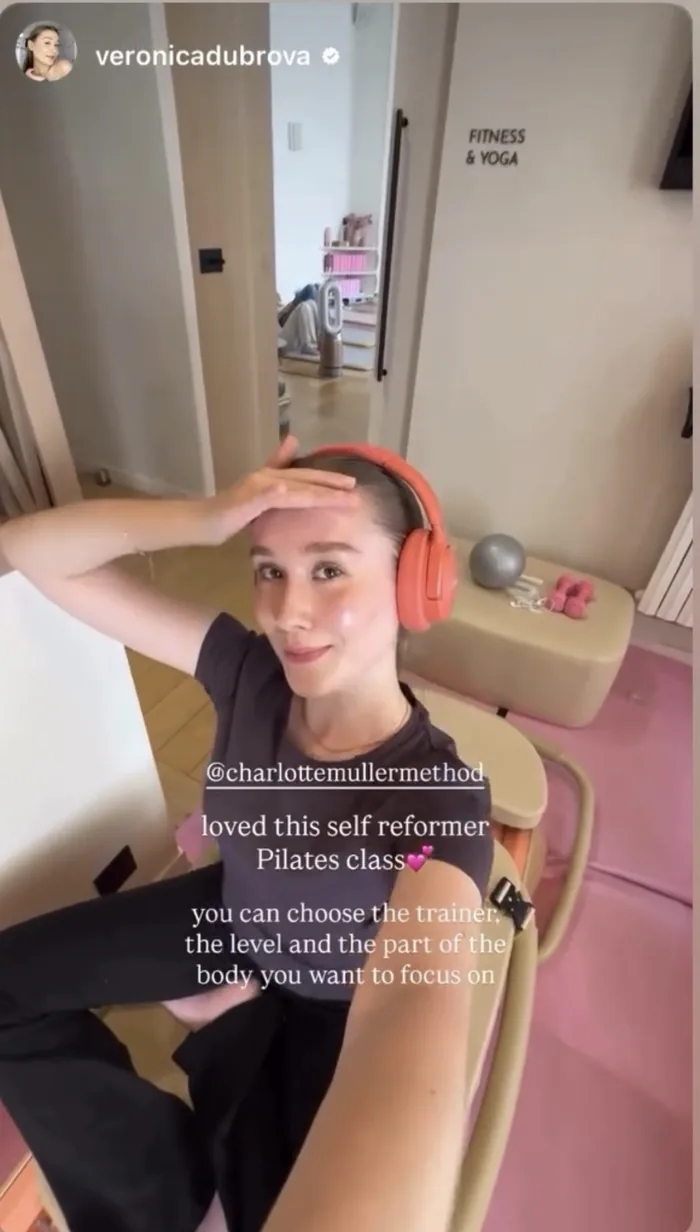 veronicadubrova
FITNESS
& YOGA
@charlottemullermethod
loved this self reformer
Pilates class💕
you can choose the trainer,
the level and the part of the
body you want to focus on